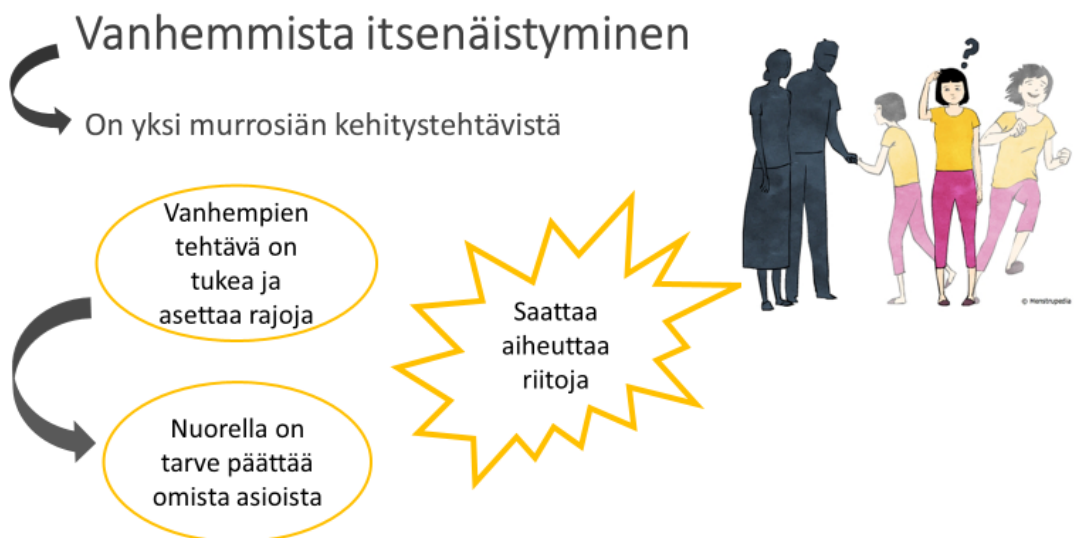 Vanhemmista itsenäistyminen
On yksi murrosiän kehitystehtävistä
Vanhempien
tehtävä on
tukea ja
asettaa rajoja
Saattaa
aiheuttaa
riitoja
Nuorella on
tarve päättää
omista asioista
?
© Menstrupedia